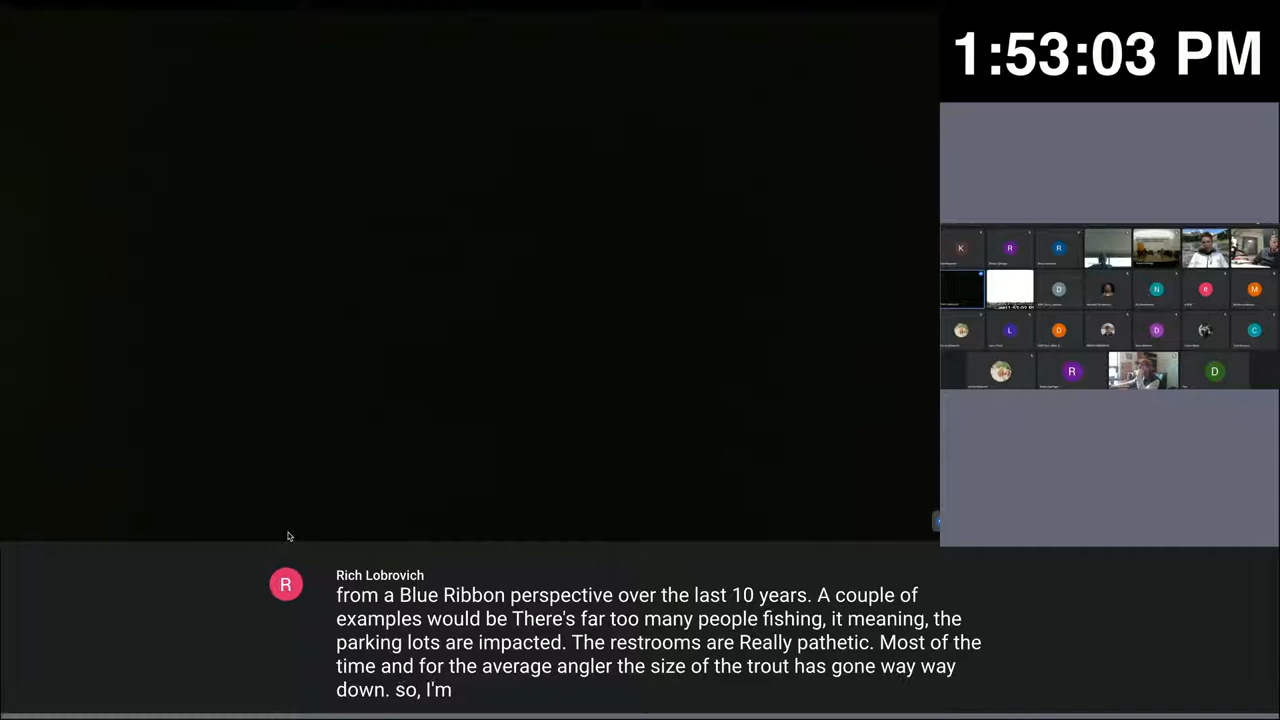 1:53:03 PM
K
R
R
D
N
e
M
L
D
D
C
R
D
R
Rich Lobrovich
from a Blue Ribbon perspective over the last 10 years. A couple of
examples would be There's far too many people fishing, it meaning, the
parking lots are impacted. The restrooms are Really pathetic. Most of the
time and for the average angler the size of the trout has gone way way
down. so, I'm